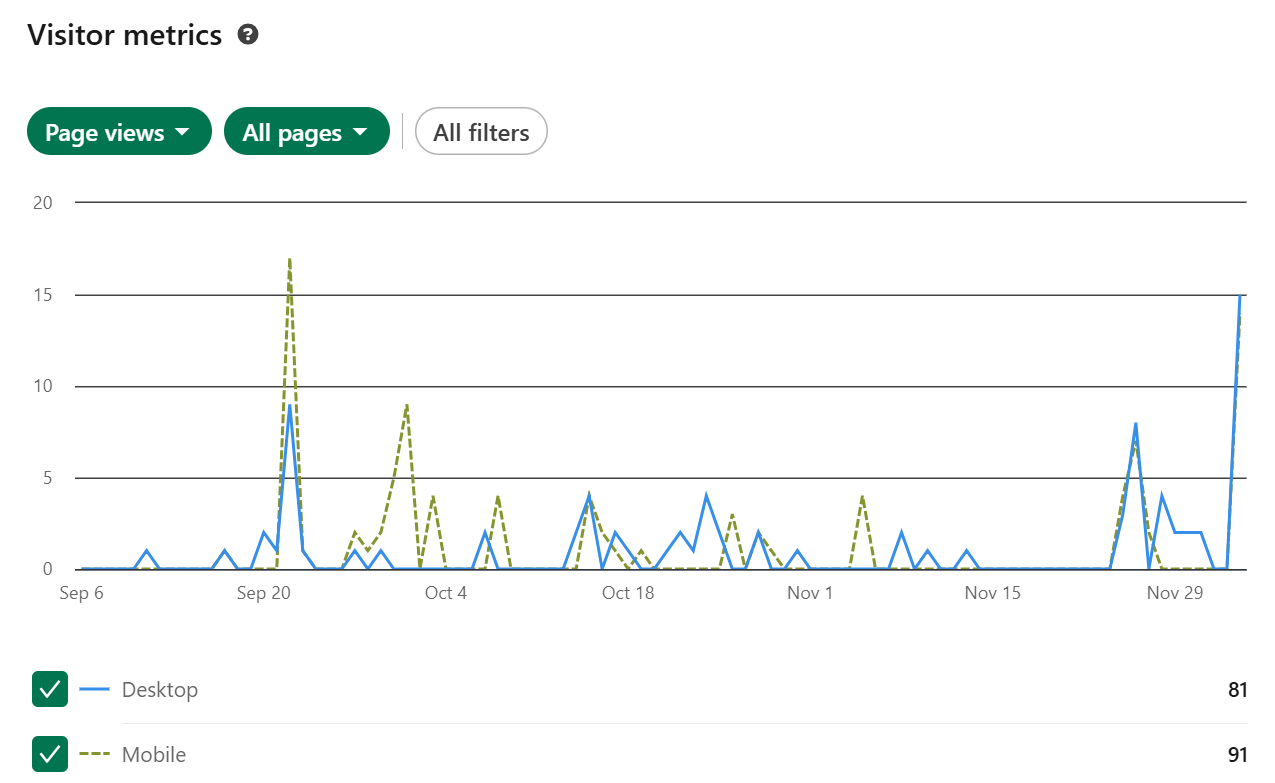 Visitor metrics ?
Page views All pages All filters
20
15
10
5
0
Sep 6 Sep 20 Oct 4 Oct 18 Nov 1 Nov 15 Nov 29
Desktop 81
Mobile 91